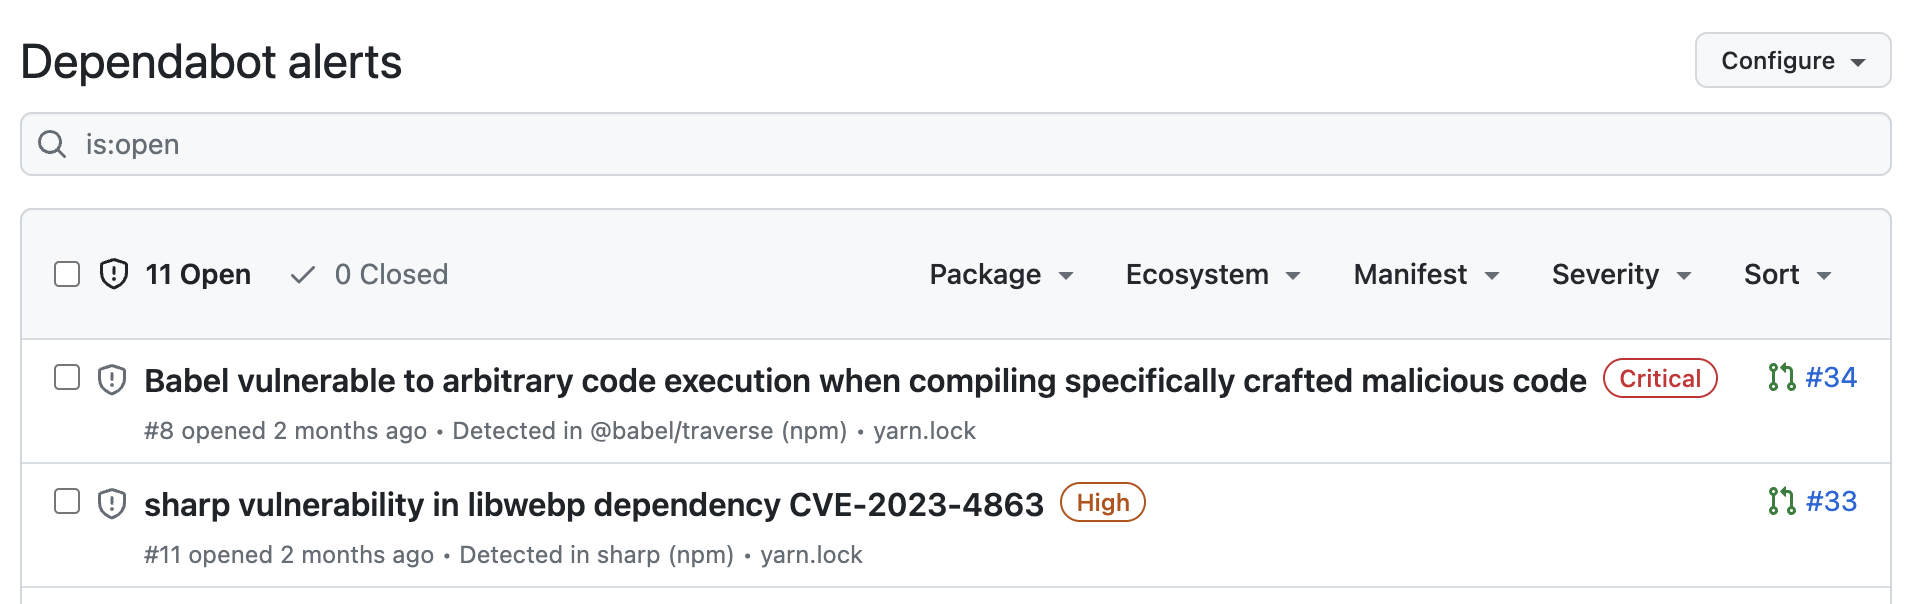 Dependabot alerts
Configure
is:open
11 Open 0 Closed Package Ecosystem Manifest Severity Sort
Babel vulnerable to arbitrary code execution when compiling specifically crafted malicious code Critical #34
#8 opened 2 months ago • Detected in @babel/traverse (npm) • yarn.lock
sharp vulnerability in libwebp dependency CVE-2023-4863 High #33
#11 opened 2 months ago • Detected in sharp (npm) • yarn.lock